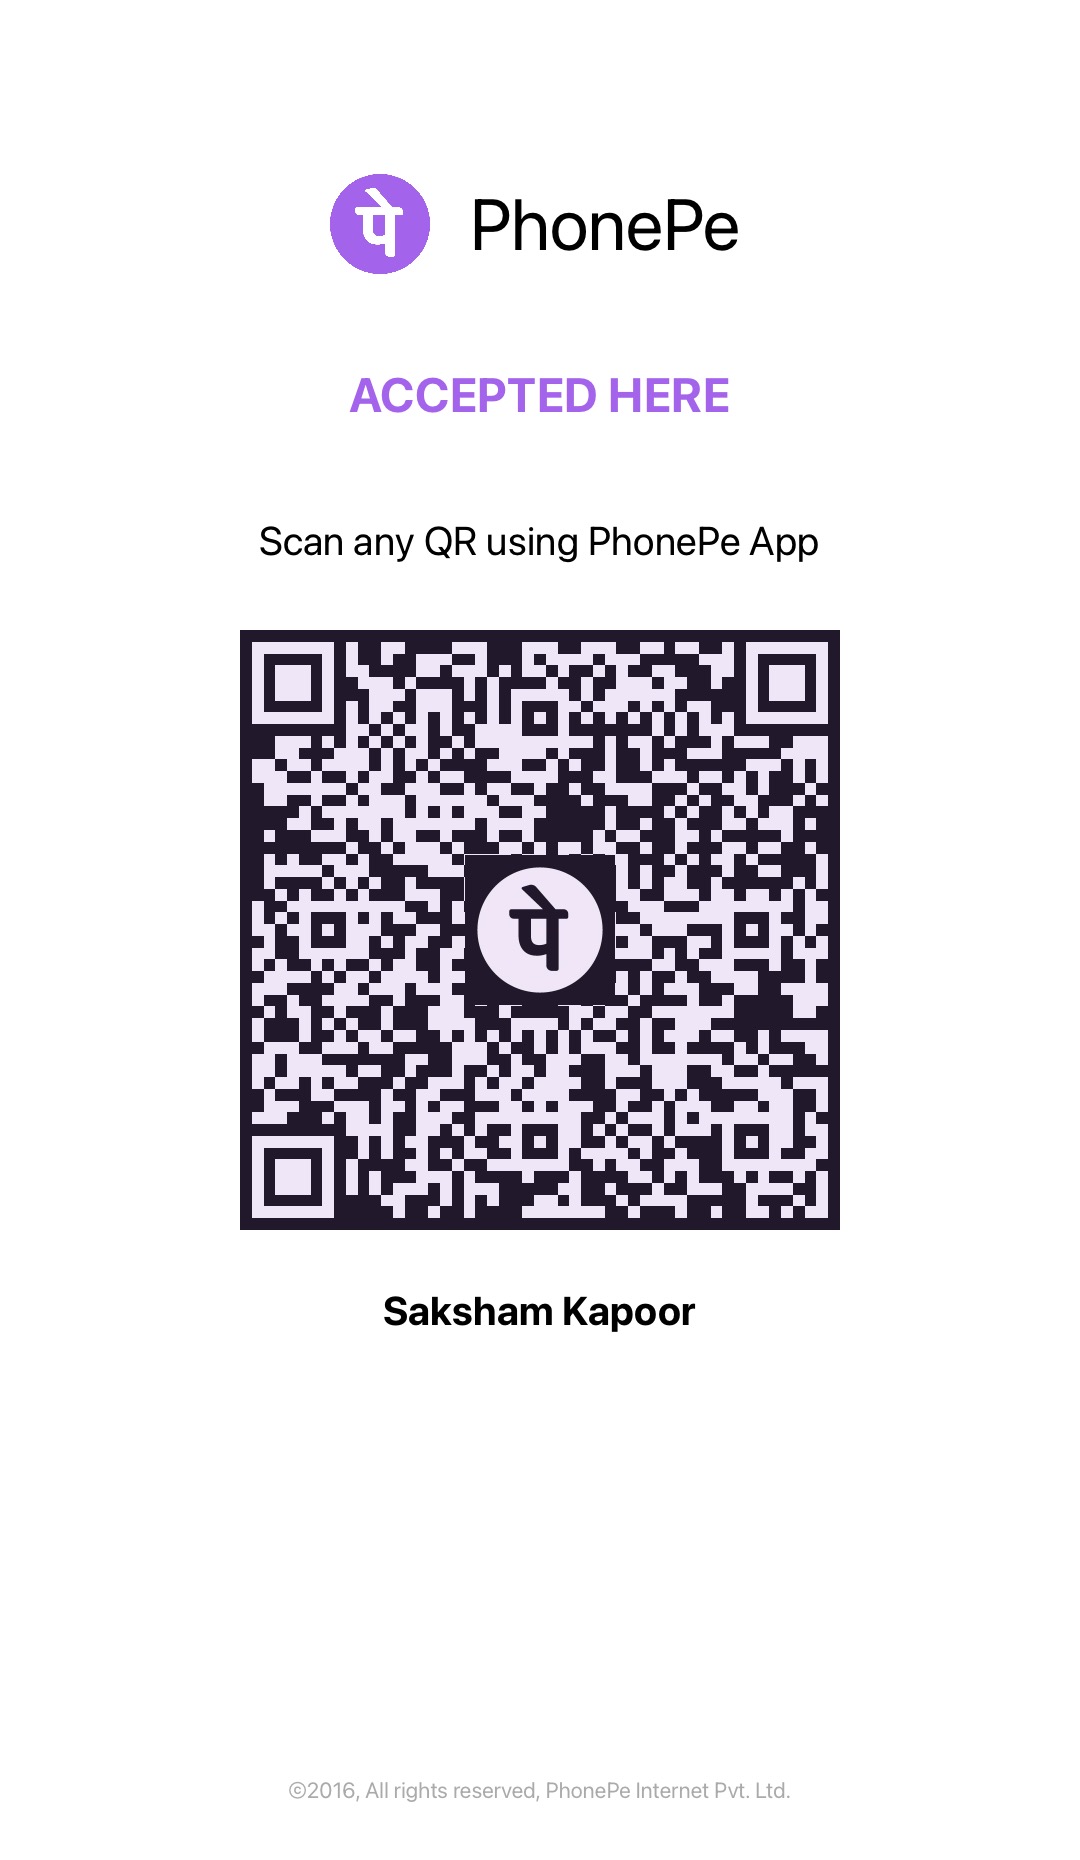 पे PhonePe
ACCEPTED HERE
Scan any QR using PhonePe App
पे
Saksham Kapoor
©2016, All rights reserved, PhonePe Internet Pvt. Ltd.